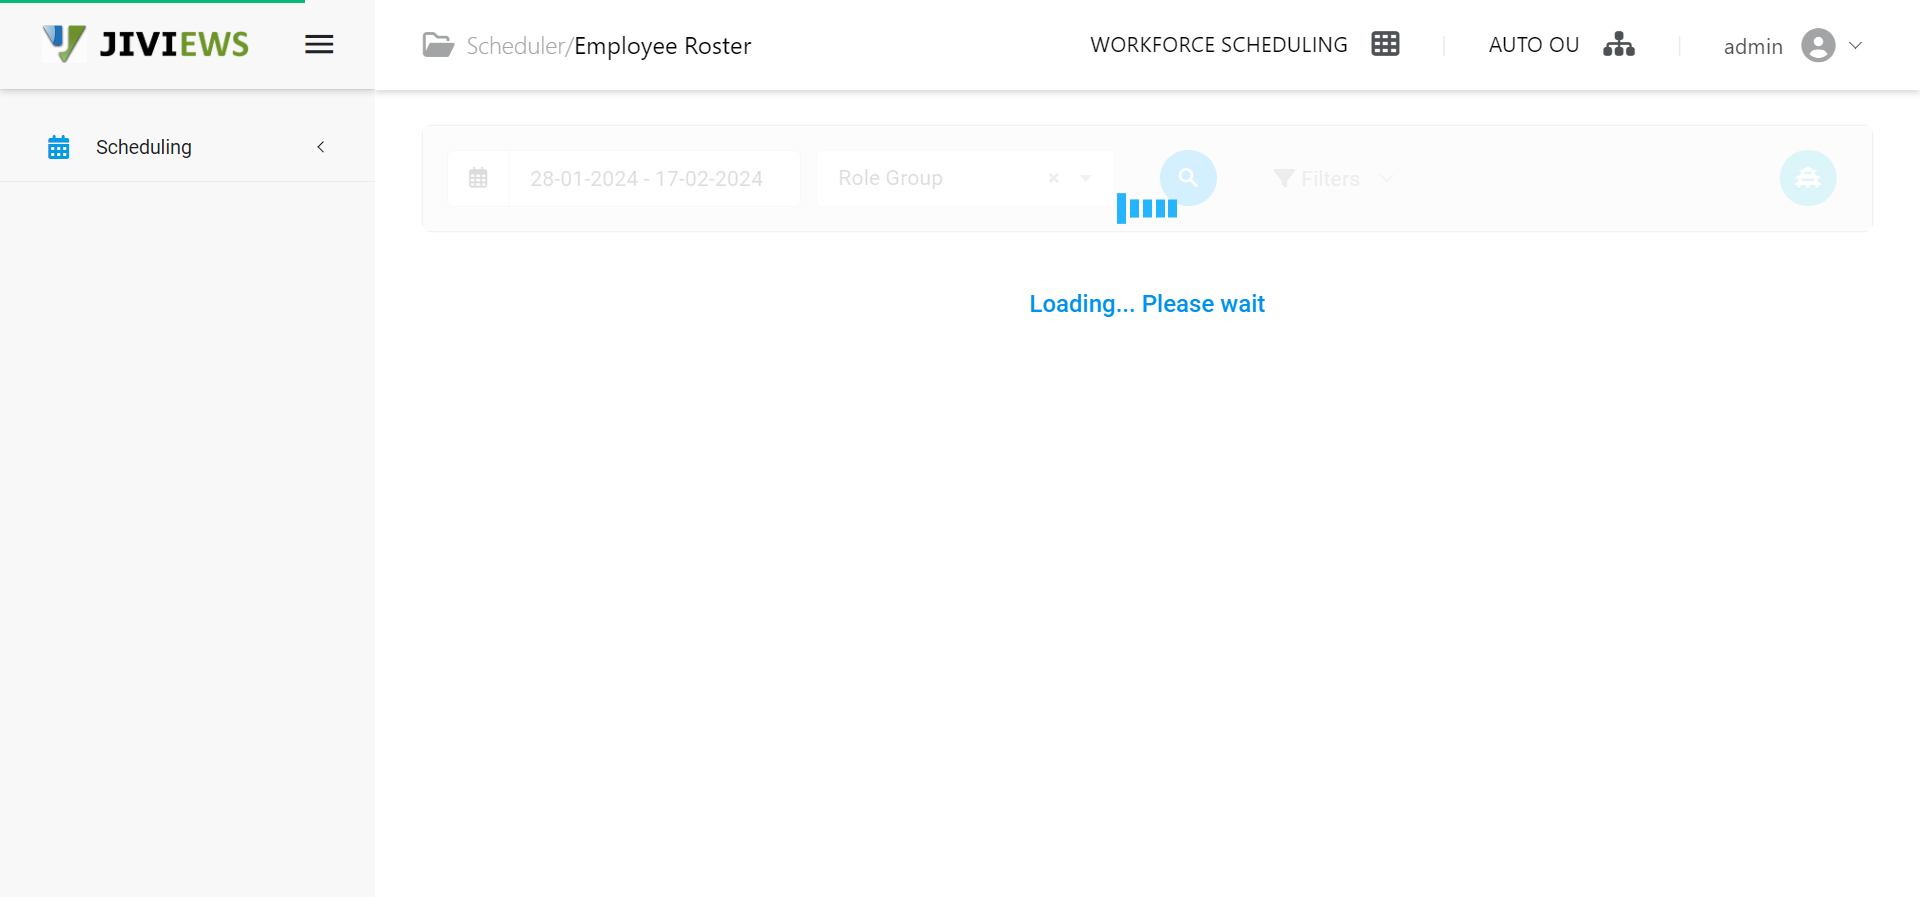 JIVIEWS
Scheduler/Employee Roster
WORKFORCE SCHEDULING
AUTO OU
admin
Scheduling
28-01-2024 - 17-02-2024
Role Group
Filters
Loading... Please wait